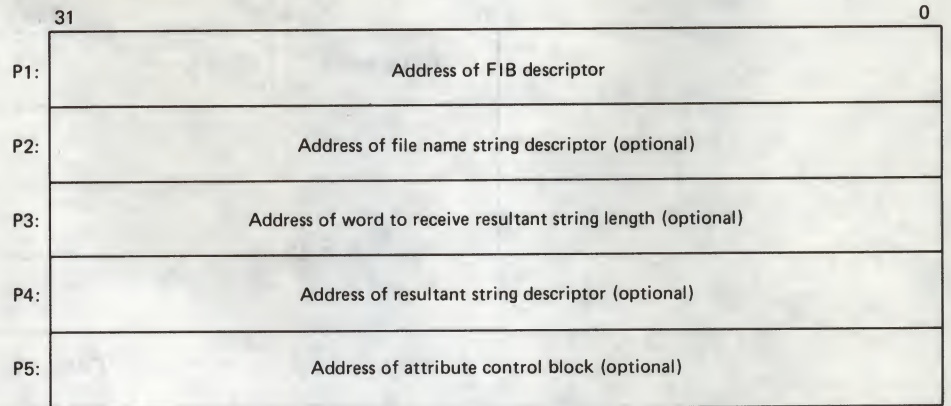 31 0
P1: Address of FIB descriptor
P2: Address of file name string descriptor (optional)
P3: Address of word to receive resultant string length (optional)
P4: Address of resultant string descriptor (optional)
P5: Address of attribute control block (optional)